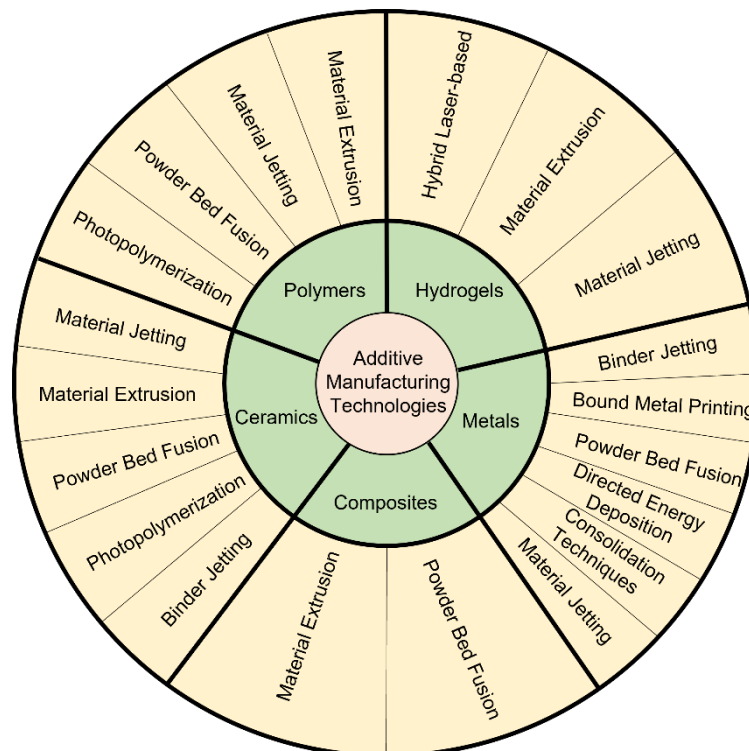 Additive
Manufacturing
Technologies
Hydrogels
Hybrid Laser-based
Material Extrusion
Material Jetting
Metals
Binder Jetting
Bound Metal Printing
Powder Bed Fusion
Directed Energy
Deposition
Consolidation
Techniques
Material Jetting
Composites
Powder Bed Fusion
Material Extrusion
Ceramics
Binder Jetting
Photopolymerization
Powder Bed Fusion
Material Extrusion
Material Jetting
Polymers
Photopolymerization
Powder Bed Fusion
Material Jetting
Material Extrusion